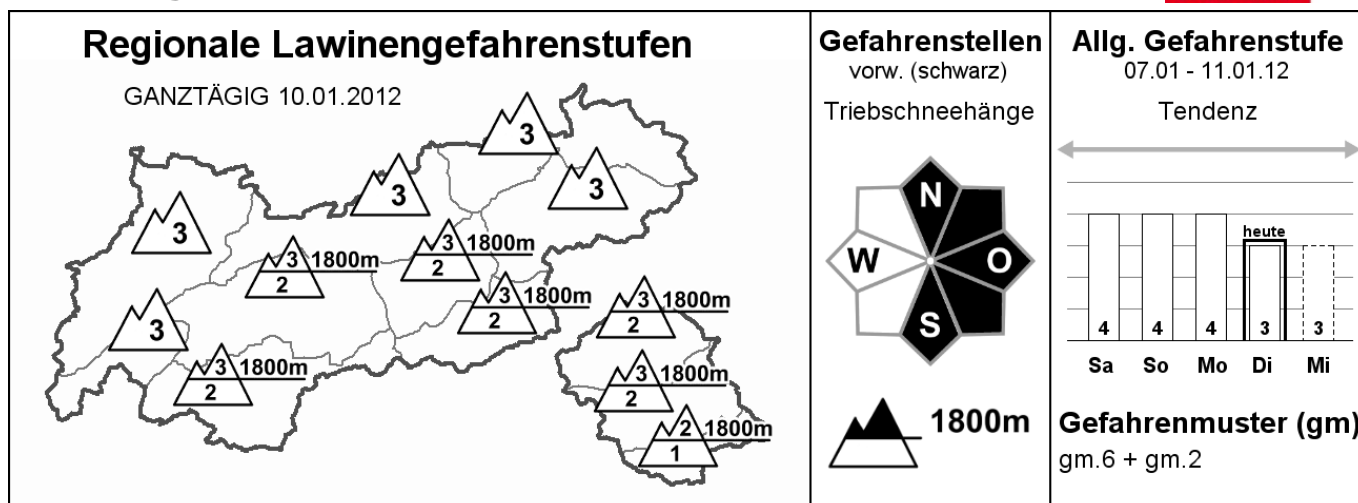 Regionale Lawinengefahrenstufen
GANZTÄGIG 10.01.2012
3
3
3
3
3 1800m
2
3 1800m
2
3 1800m
2
3
3 1800m
2
3 1800m
2
3 1800m
2
2 1800m
1
Gefahrenstellen
vorw. (schwarz)
Triebschneehänge
N
W
O
S
1800m
Allg. Gefahrenstufe
07.01 - 11.01.12
Tendenz
heute
4 4 4 3 3
Sa So Mo Di Mi
Gefahrenmuster (gm)
gm.6 + gm.2